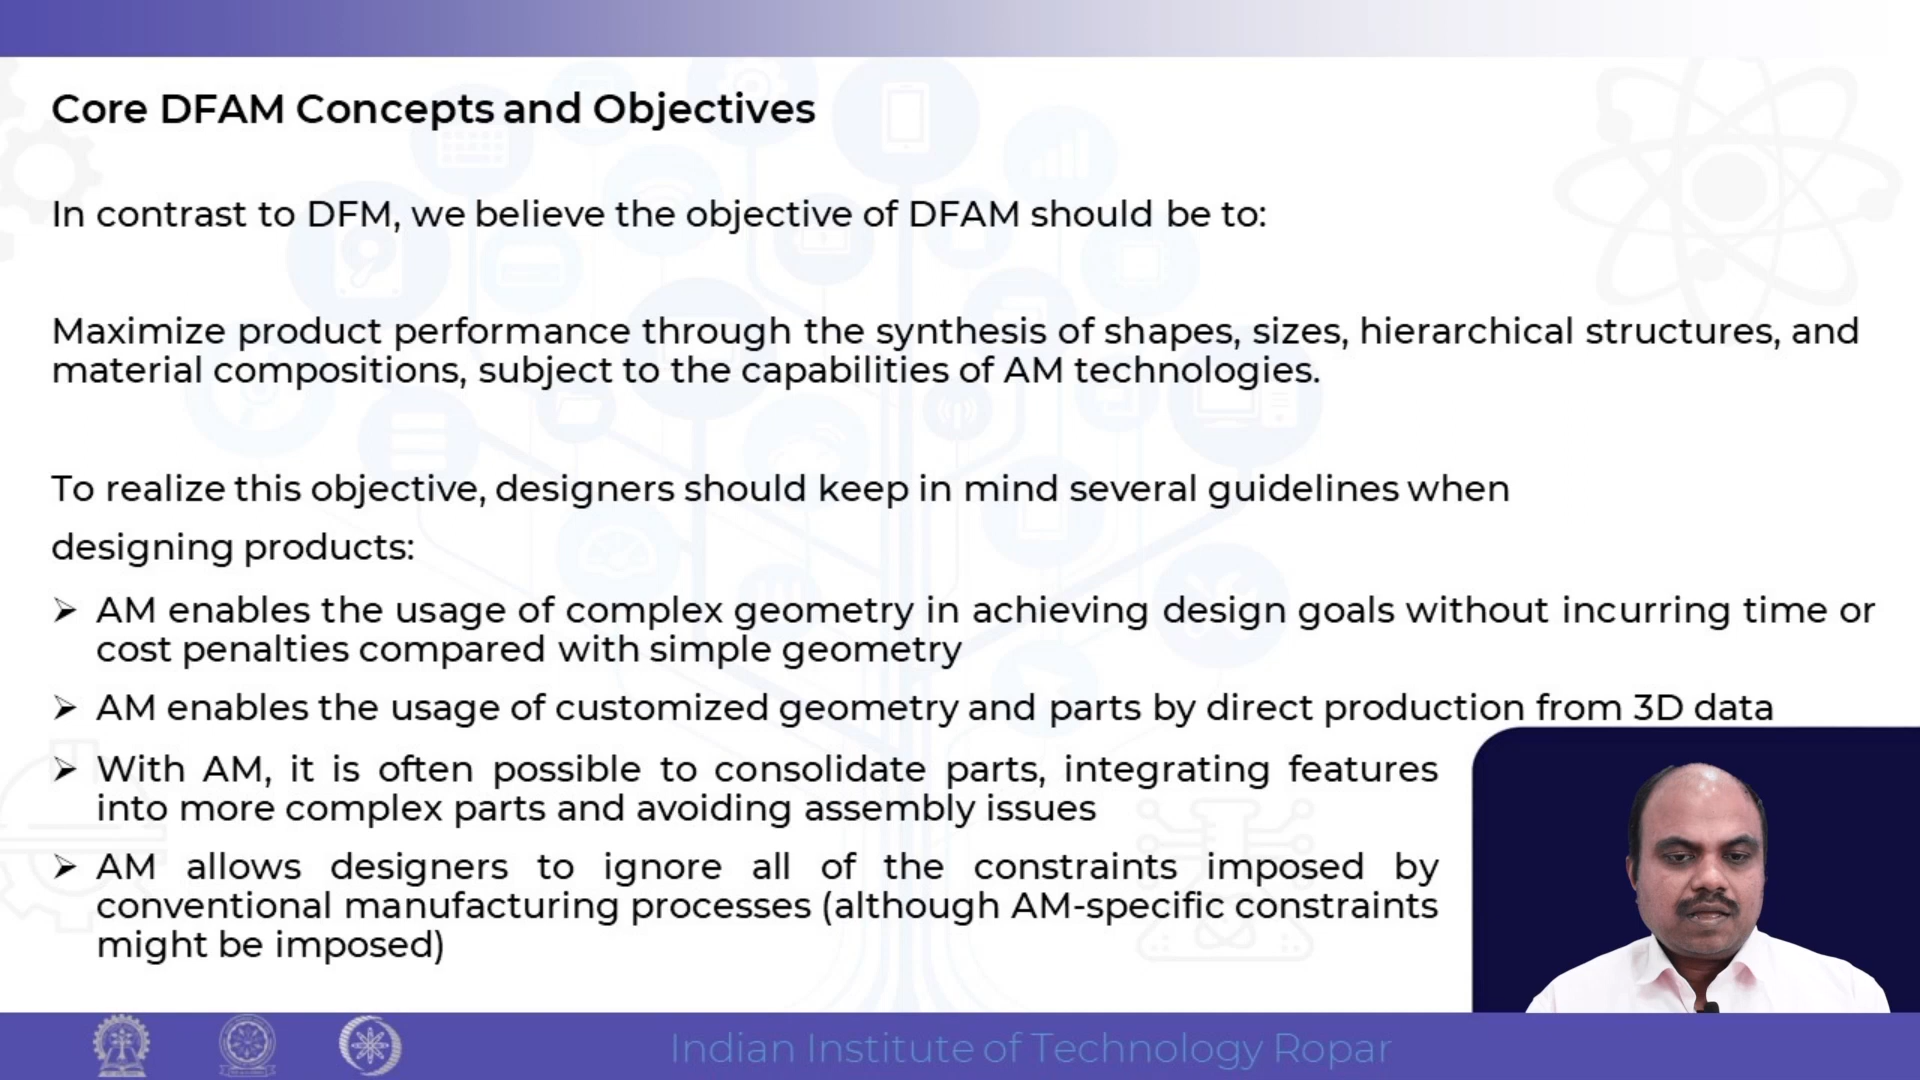 Core DFAM Concepts and Objectives
In contrast to DFM, we believe the objective of DFAM should be to:
Maximize product performance through the synthesis of shapes, sizes, hierarchical structures, and
material compositions, subject to the capabilities of AM technologies.
To realize this objective, designers should keep in mind several guidelines when
designing products:
➢ AM enables the usage of complex geometry in achieving design goals without incurring time or
cost penalties compared with simple geometry
➢ AM enables the usage of customized geometry and parts by direct production from 3D data
➢ With AM, it is often possible to consolidate parts, integrating features
into more complex parts and avoiding assembly issues
➢ AM allows designers to ignore all of the constraints imposed by
conventional manufacturing processes (although AM-specific constraints
might be imposed)
Indian Institute of Technology Ropar